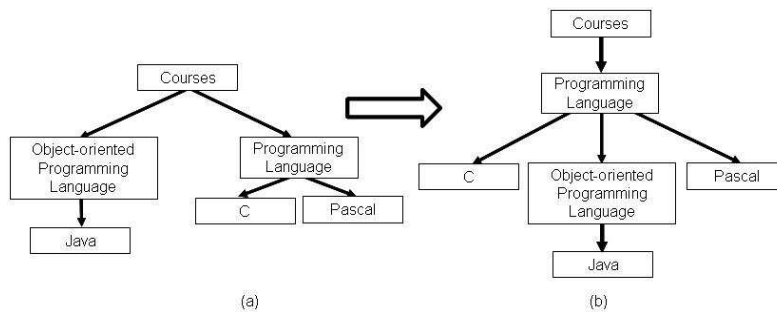 Courses
Object-oriented
Programming
Language
Programming
Language
C
Pascal
Java
(a)
Courses
Programming
Language
C
Object-oriented
Programming
Language
Pascal
Java
(b)